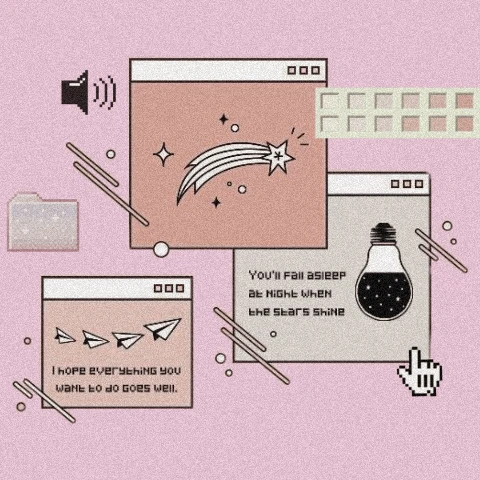 You'll fall asleep
at night when
the stars shine
I hope everything you
want to do goes well.